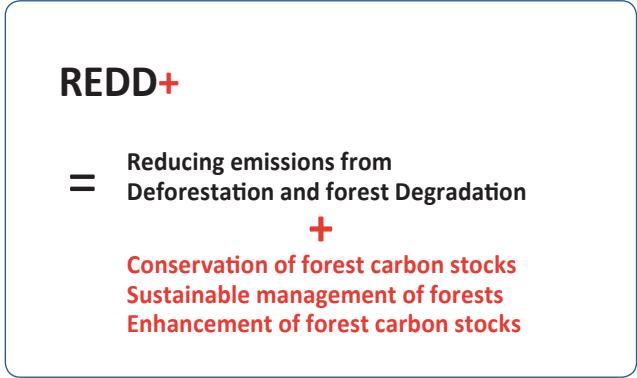 REDD+
= Reducing emissions from
Deforestation and forest Degradation
+
Conservation of forest carbon stocks
Sustainable management of forests
Enhancement of forest carbon stocks